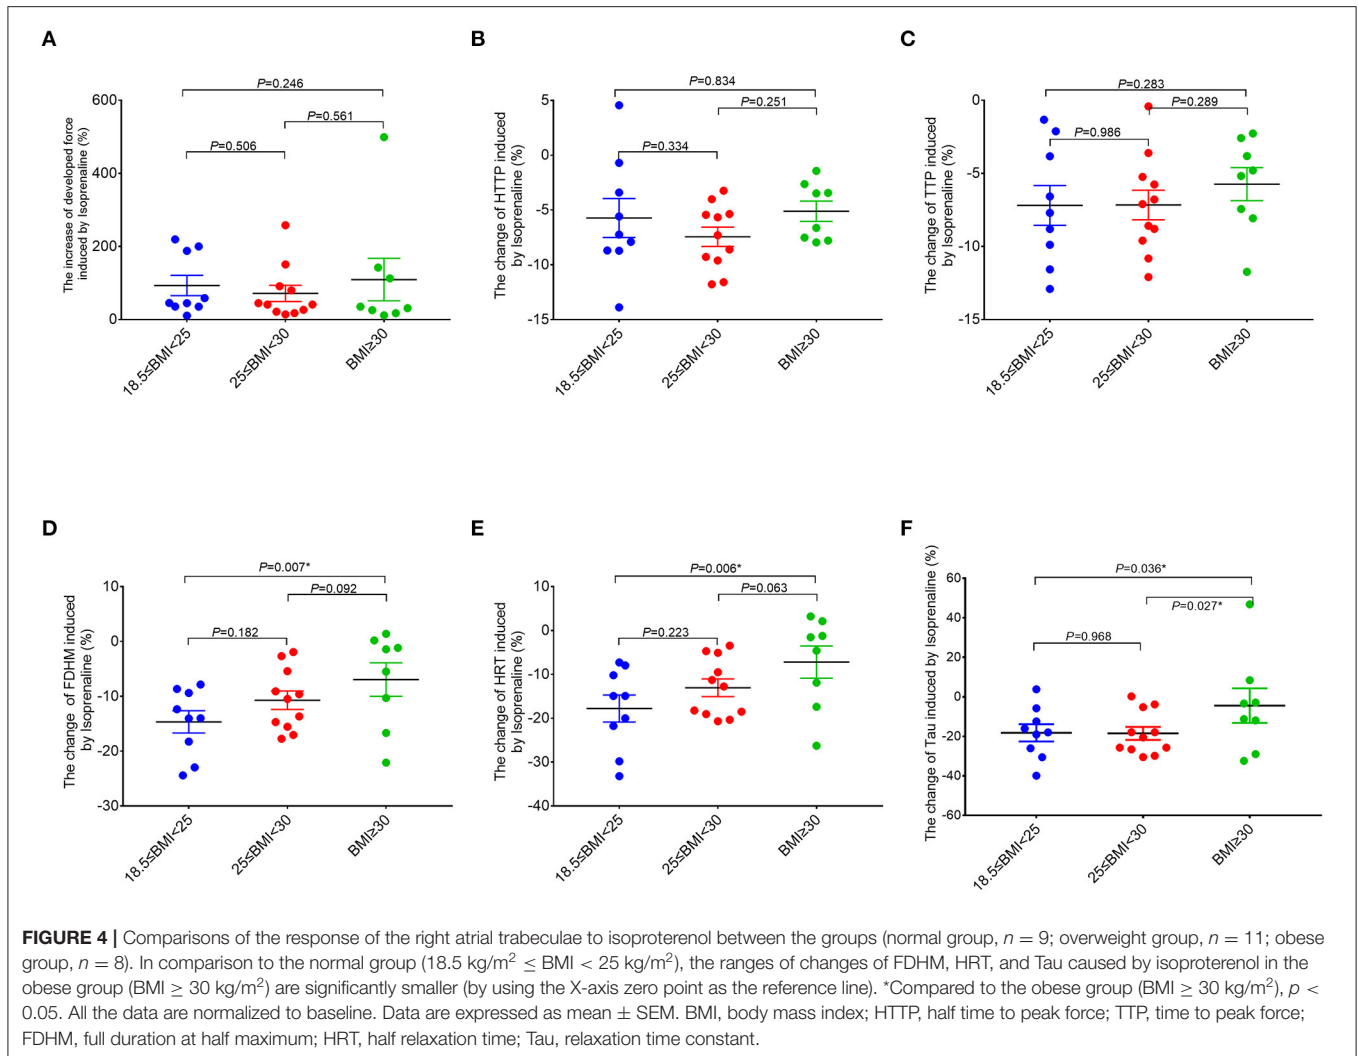 A
B
C
P=0.246
P=0.561
P=0.506
The increase of developed force
induced by Isoprenaline (%)
600
400
200
0
18.5≤BMI<25
25≤BMI<30
BMI≥30
P=0.834
P=0.251
P=0.334
The change of HTTP induced
by Isoprenaline (%)
5
0
-5
-10
-15
18.5≤BMI<25
25≤BMI<30
BMI≥30
P=0.283
P=0.289
P=0.986
The change of TTP induced
by Isoprenaline (%)
0
-5
-10
-15
18.5≤BMI<25
25≤BMI<30
BMI≥30
D
E
F
P=0.007*
P=0.092
P=0.182
The change of FDHM induced
by Isoprenaline (%)
10
0
-10
-20
-30
18.5≤BMI<25
25≤BMI<30
BMI≥30
P=0.006*
P=0.063
P=0.223
The change of HRT induced
by Isoprenaline (%)
10
0
-10
-20
-30
-40
18.5≤BMI<25
25≤BMI<30
BMI≥30
P=0.036*
P=0.027*
P=0.968
The change of Tau induced by Isoprenaline (%)
60
40
20
0
-20
-40
-60
18.5≤BMI<25
25≤BMI<30
BMI≥30
FIGURE 4 | Comparisons of the response of the right atrial trabeculae to isoproterenol between the groups (normal group, n = 9; overweight group, n = 11; obese
group, n = 8). In comparison to the normal group (18.5 kg/m² ≤ BMI < 25 kg/m²), the ranges of changes of FDHM, HRT, and Tau caused by isoproterenol in the
obese group (BMI ≥ 30 kg/m²) are significantly smaller (by using the X-axis zero point as the reference line). *Compared to the obese group (BMI ≥ 30 kg/m²), p <
0.05. All the data are normalized to baseline. Data are expressed as mean ± SEM. BMI, body mass index; HTTP, half time to peak force; TTP, time to peak force;
FDHM, full duration at half maximum; HRT, half relaxation time; Tau, relaxation time constant.